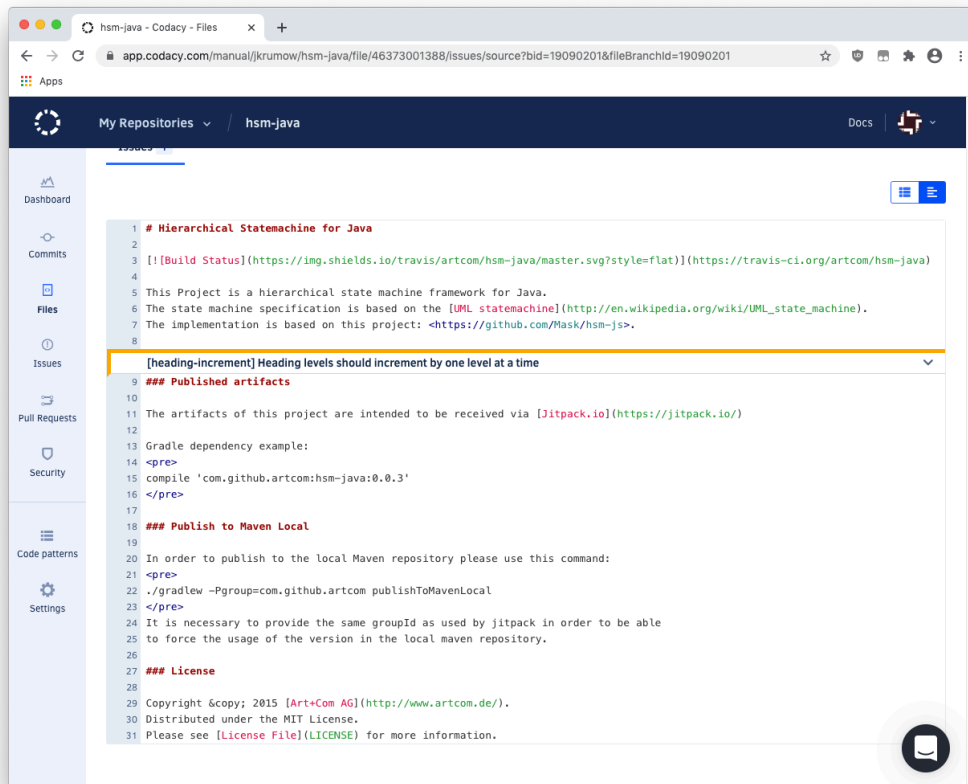 hsm-java - Codacy - Files
app.codacy.com/manual/jkrumow/hsm-java/file/46373001388/issues/source?bid=19090201&fileBranchId=19090201
Apps
My Repositories / hsm-java
Docs
Issues
Dashboard
Commits
Files
Issues
Pull Requests
Security
Code patterns
Settings
1 # Hierarchical Statemachine for Java
2
3 [![Build Status](https://img.shields.io/travis/artcom/hsm-java/master.svg?style=flat)](https://travis-ci.org/artcom/hsm-java)
4
5 This Project is a hierarchical state machine framework for Java.
6 The state machine specification is based on the [UML statemachine](http://en.wikipedia.org/wiki/UML_state_machine).
7 The implementation is based on this project: <https://github.com/Mask/hsm-js>.
8
[heading-increment] Heading levels should increment by one level at a time
9 ### Published artifacts
10
11 The artifacts of this project are intended to be received via [Jitpack.io](https://jitpack.io/)
12
13 Gradle dependency example:
14 <pre>
15 compile 'com.github.artcom:hsm-java:0.0.3'
16 </pre>
17
18 ### Publish to Maven Local
19
20 In order to publish to the local Maven repository please use this command:
21 <pre>
22 ./gradlew -Pgroup=com.github.artcom publishToMavenLocal
23 </pre>
24 It is necessary to provide the same groupId as used by jitpack in order to be able
25 to force the usage of the version in the local maven repository.
26
27 ### License
28
29 Copyright &copy; 2015 [Art+Com AG](http://www.artcom.de/).
30 Distributed under the MIT License.
31 Please see [License File](LICENSE) for more information.